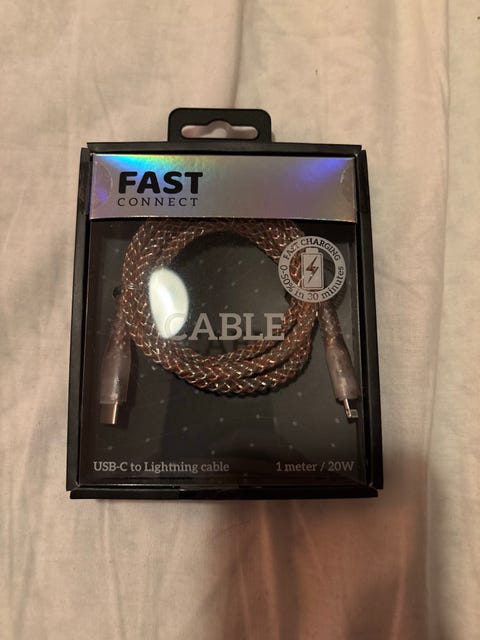 FAST
CONNECT
FAST CHARGING
0-50% in 30 minutes
CABLE
USB-C to Lightning cable
1 meter / 20W